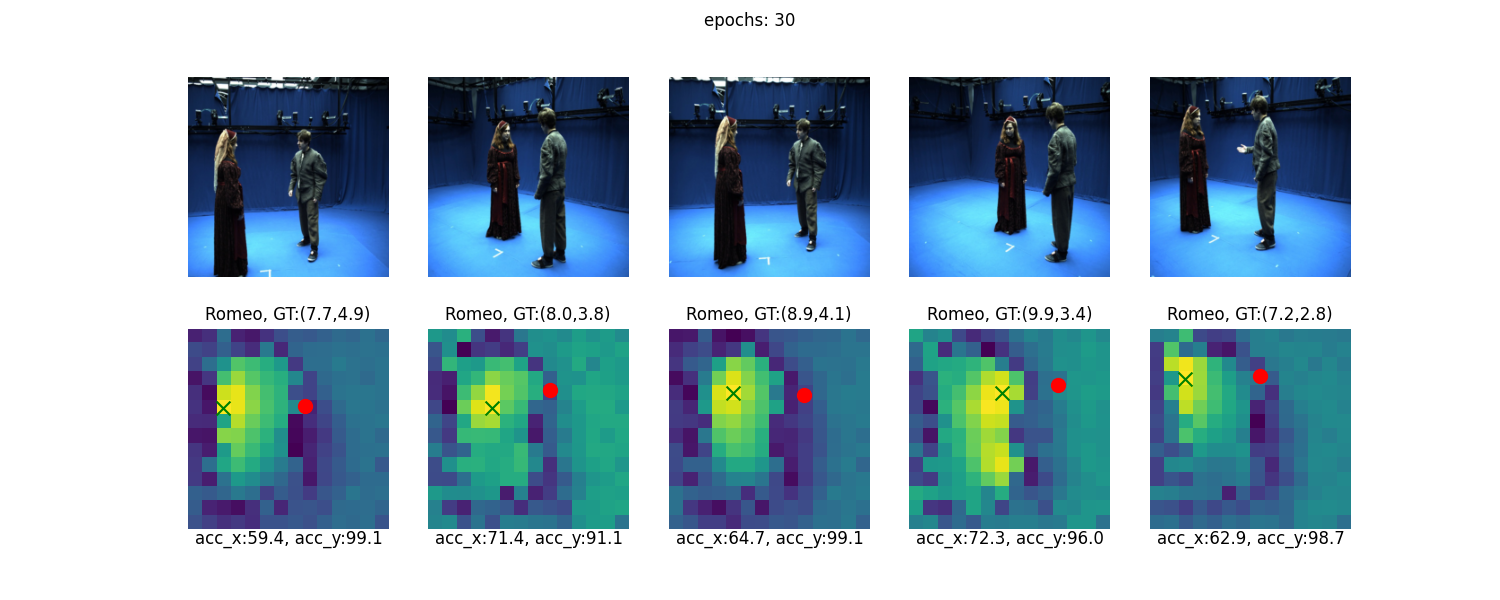 epochs: 30
Romeo, GT:(7.7,4.9)
Romeo, GT:(8.0,3.8)
Romeo, GT:(8.9,4.1)
Romeo, GT:(9.9,3.4)
Romeo, GT:(7.2,2.8)
acc_x:59.4, acc_y:99.1
acc_x:71.4, acc_y:91.1
acc_x:64.7, acc_y:99.1
acc_x:72.3, acc_y:96.0
acc_x:62.9, acc_y:98.7